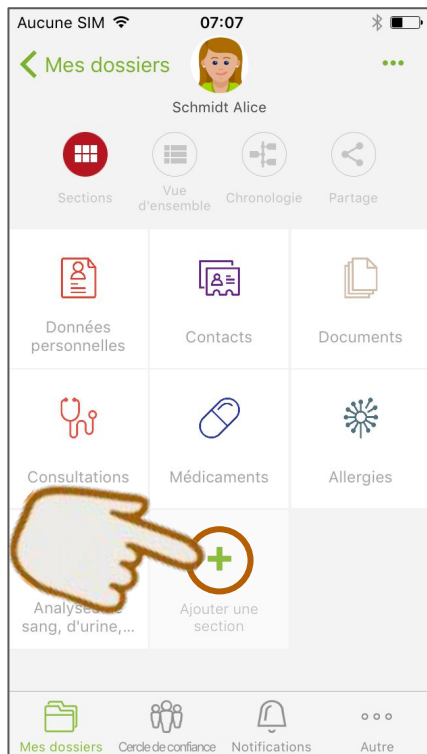 Aucune SIM 07:07
Mes dossiers
Schmidt Alice
Sections
Vue
d'ensemble
Chronologie
Partage
Données
personnelles
Contacts
Documents
Consultations
Médicaments
Allergies
Analyses de
sang, d'urine,...
Ajouter une
section
Mes dossiers
Cercle de confiance
Notifications
Autre